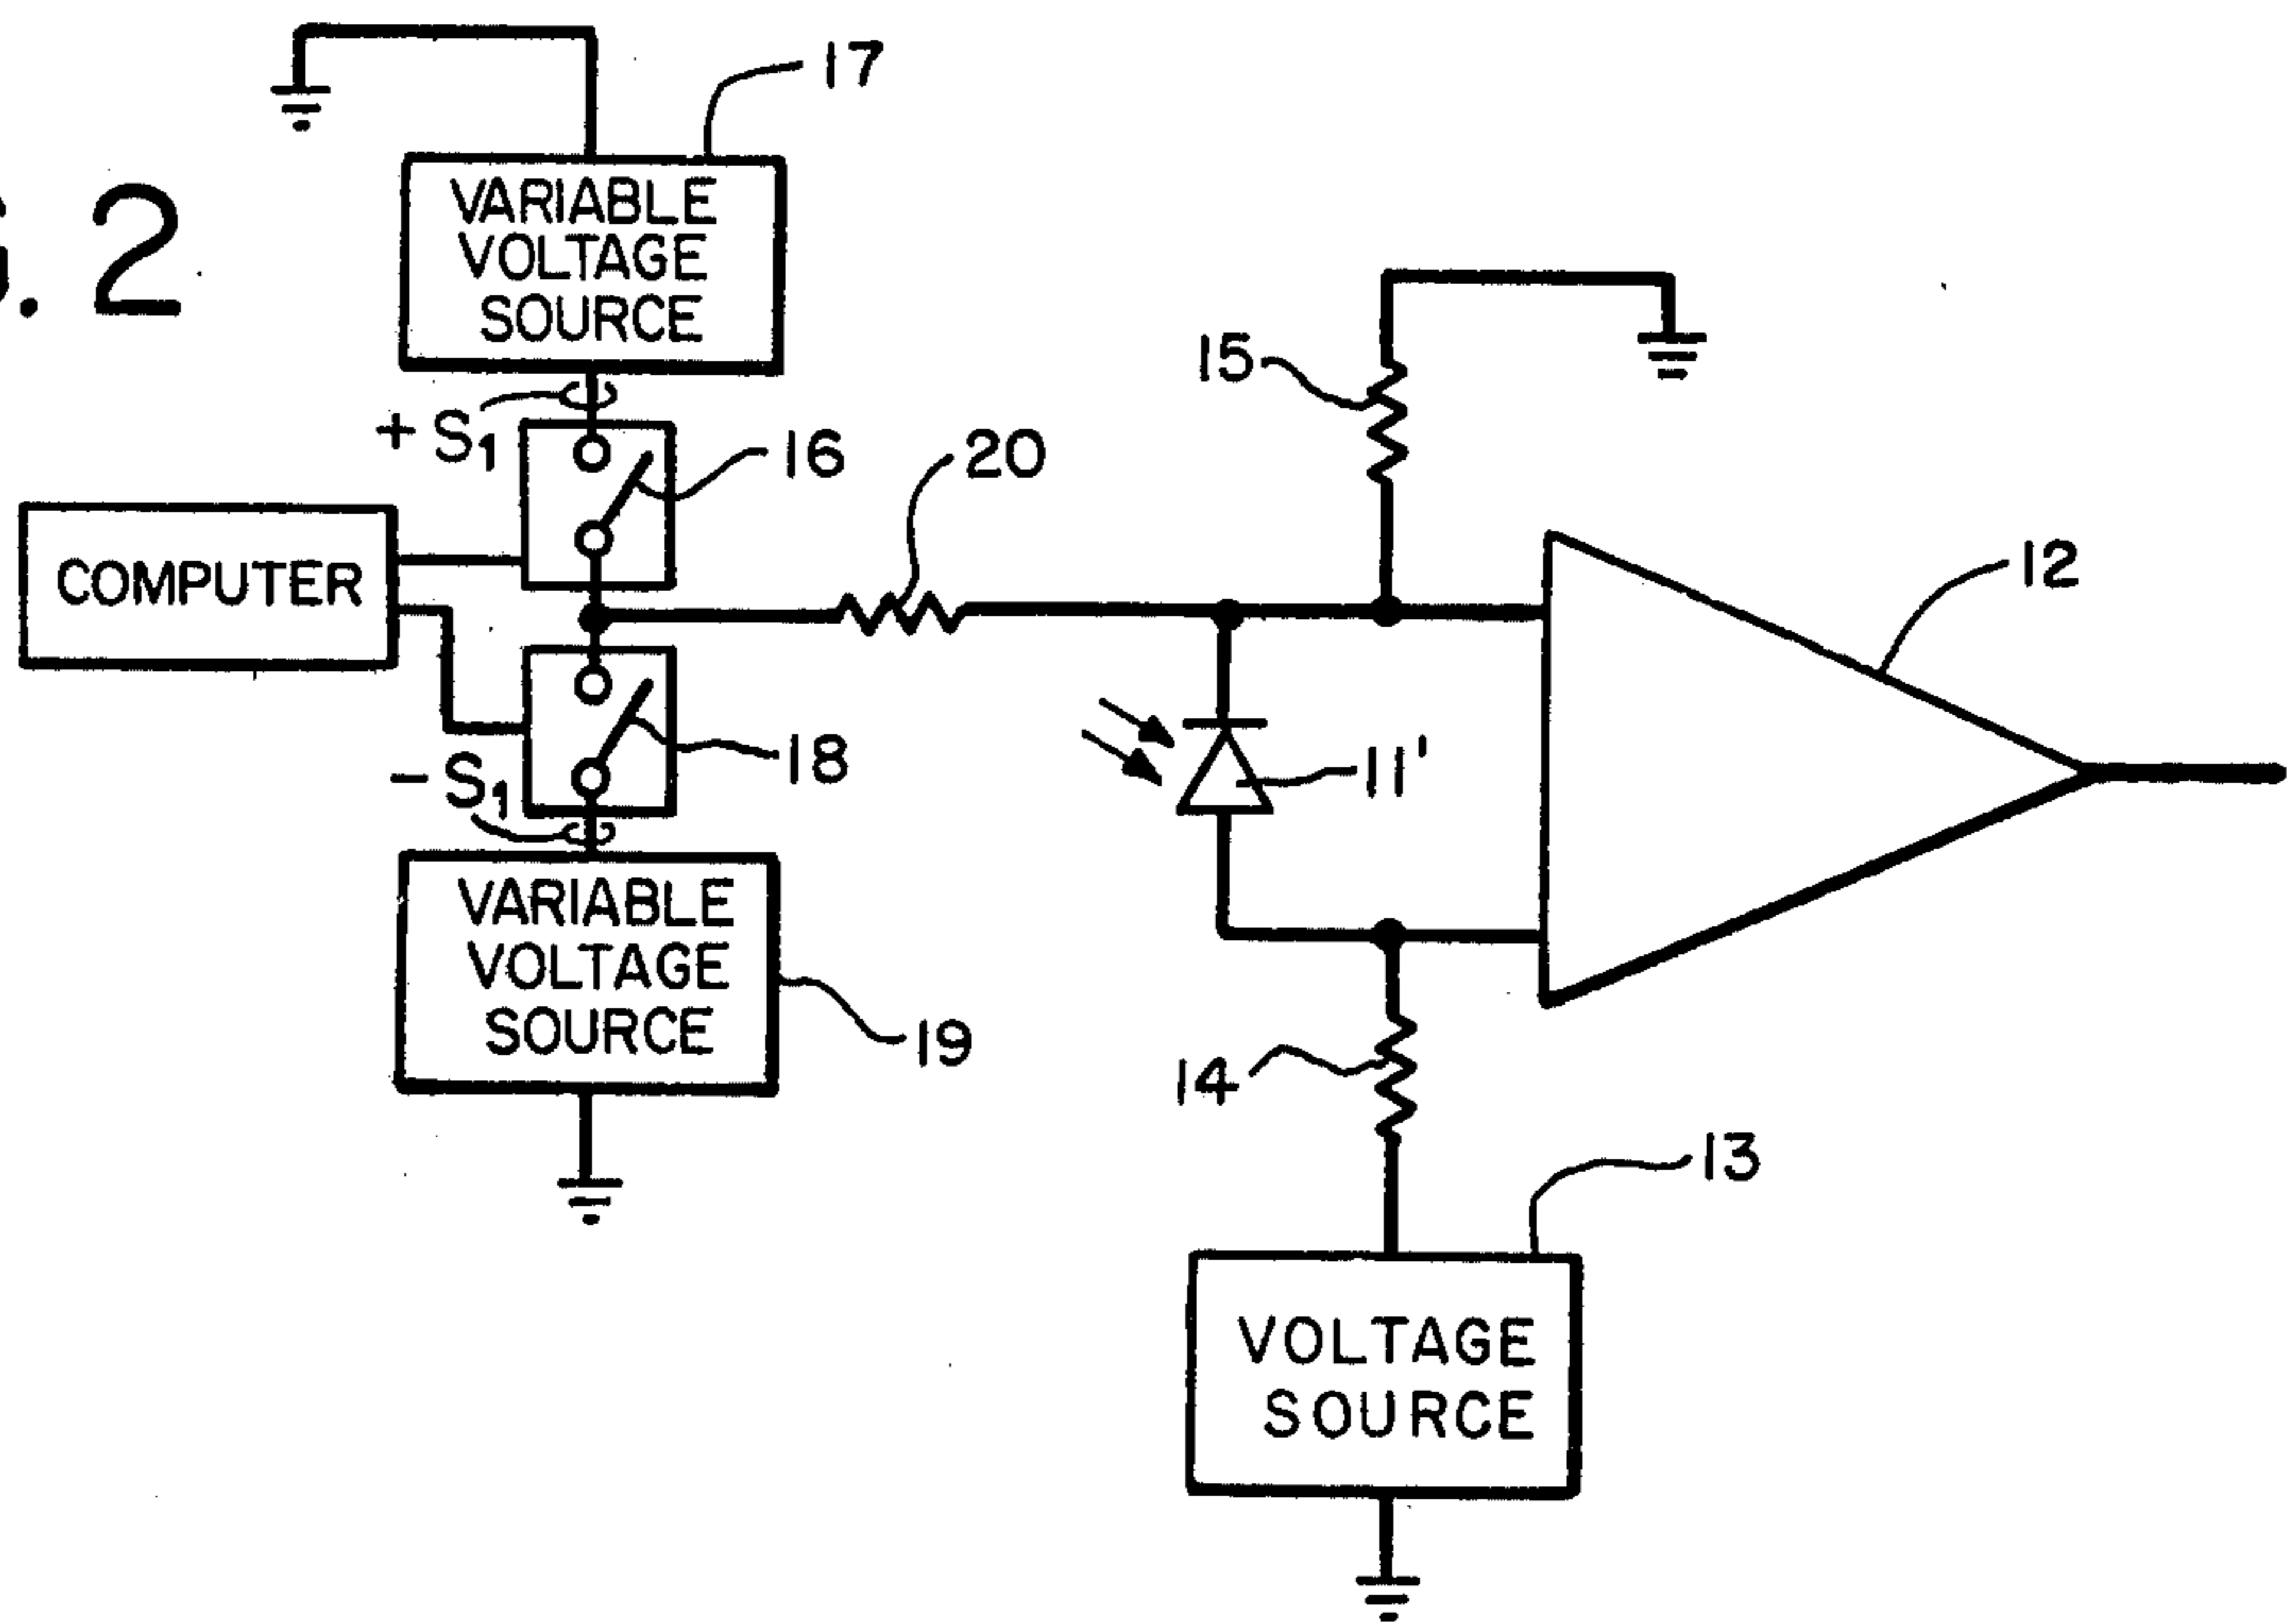 . 2
17
VARIABLE
VOLTAGE
SOURCE
+ S1
16
20
15
COMPUTER
12
18
- S1
11'
VARIABLE
VOLTAGE
SOURCE
19
14
13
VOLTAGE
SOURCE